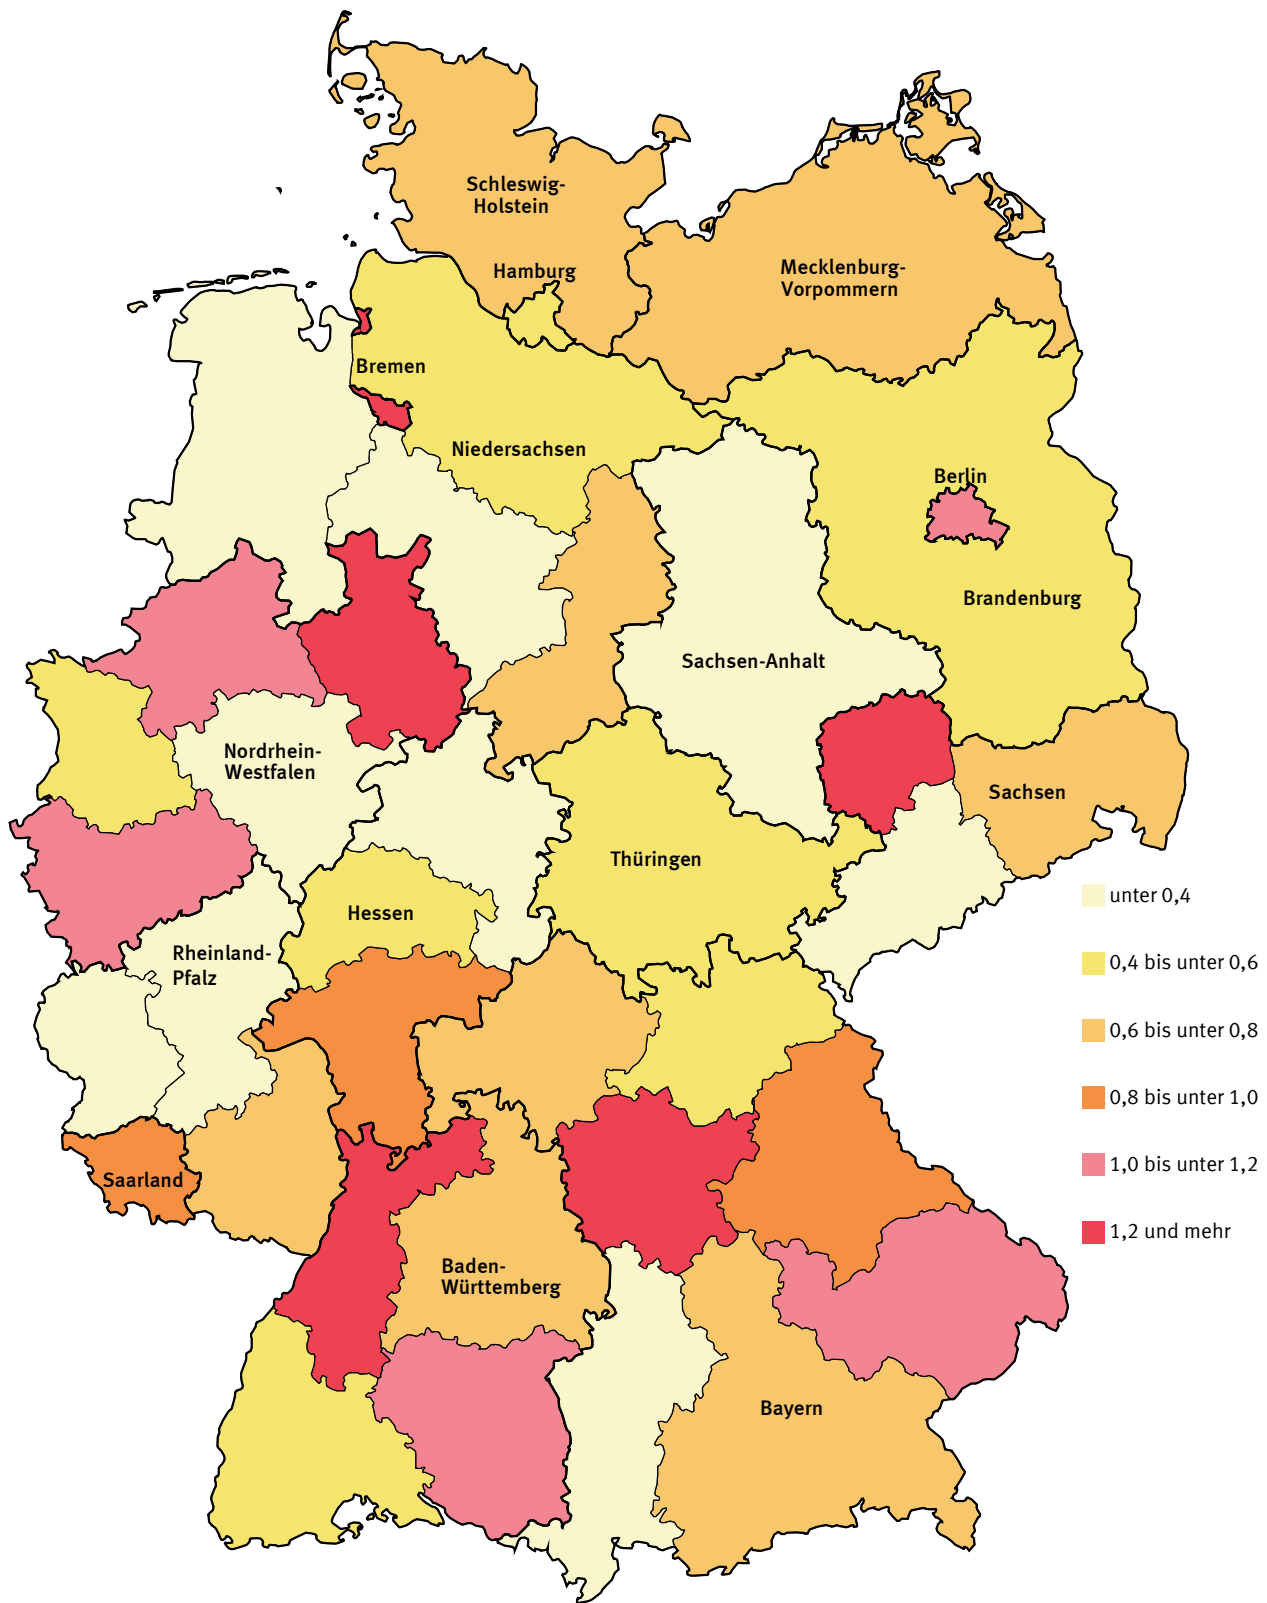 Schleswig-
Holstein
Hamburg
Mecklenburg-
Vorpommern
Bremen
Niedersachsen
Berlin
Brandenburg
Sachsen-Anhalt
Nordrhein-
Westfalen
Sachsen
Thüringen
Hessen
Rheinland-
Pfalz
Saarland
Baden-
Württemberg
Bayern
unter 0,4
0,4 bis unter 0,6
0,6 bis unter 0,8
0,8 bis unter 1,0
1,0 bis unter 1,2
1,2 und mehr